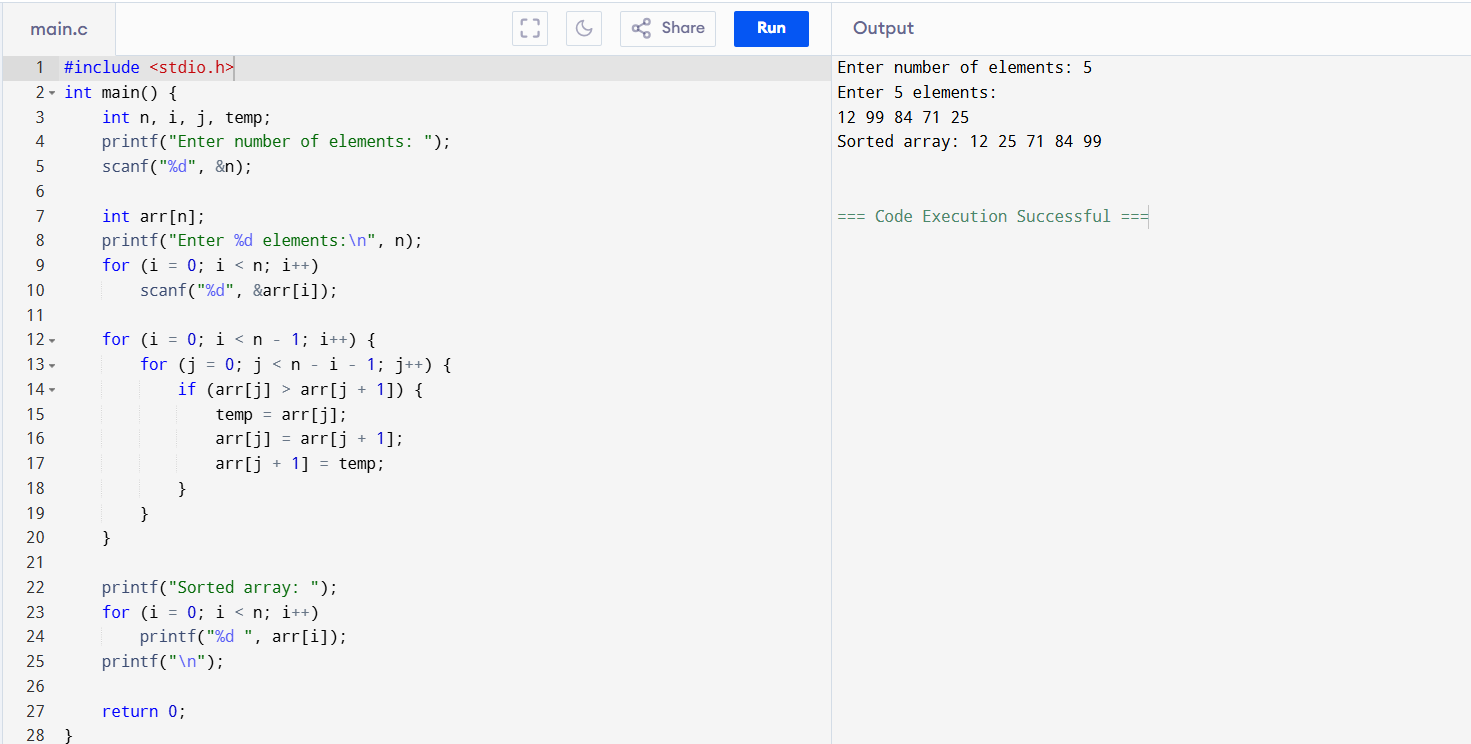 main.c
Share
Run
Output
1 #include <stdio.h>
2 int main() {
3     int n, i, j, temp;
4     printf("Enter number of elements: ");
5     scanf("%d", &n);
6
7     int arr[n];
8     printf("Enter %d elements:\n", n);
9     for (i = 0; i < n; i++)
10         scanf("%d", &arr[i]);
11
12     for (i = 0; i < n - 1; i++) {
13         for (j = 0; j < n - i - 1; j++) {
14             if (arr[j] > arr[j + 1]) {
15                 temp = arr[j];
16                 arr[j] = arr[j + 1];
17                 arr[j + 1] = temp;
18             }
19         }
20     }
21
22     printf("Sorted array: ");
23     for (i = 0; i < n; i++)
24         printf("%d ", arr[i]);
25     printf("\n");
26
27     return 0;
28 }
Enter number of elements: 5
Enter 5 elements:
12 99 84 71 25
Sorted array: 12 25 71 84 99
=== Code Execution Successful ===